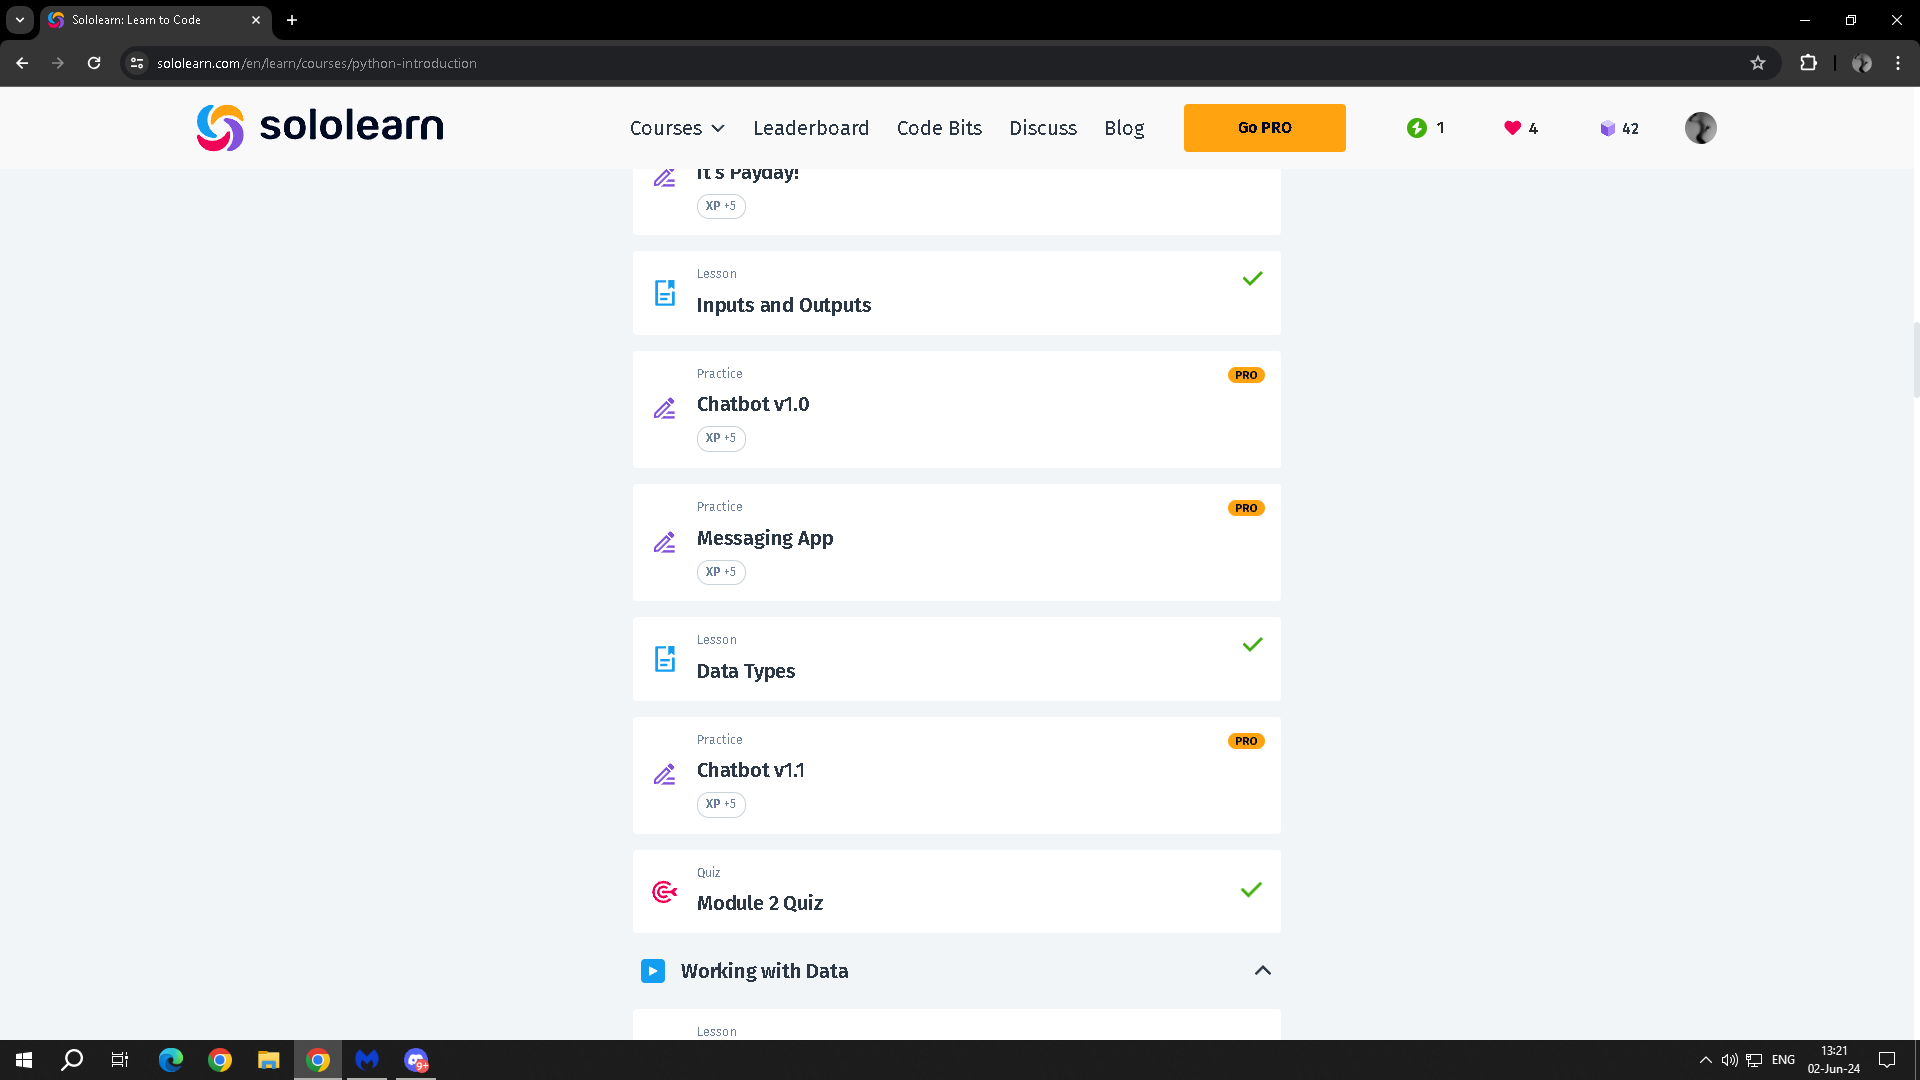 Sololearn: Learn to Code
sololearn.com/en/learn/courses/python-introduction
sololearn
Courses
Leaderboard
Code Bits
Discuss
Blog
Go PRO
1
4
42
It's Payday!
XP +5
Lesson
Inputs and Outputs
Practice
PRO
Chatbot v1.0
XP +5
Practice
PRO
Messaging App
XP +5
Lesson
Data Types
Practice
PRO
Chatbot v1.1
XP +5
Quiz
Module 2 Quiz
Working with Data
Lesson
9+
ENG
13:21
02-Jun-24